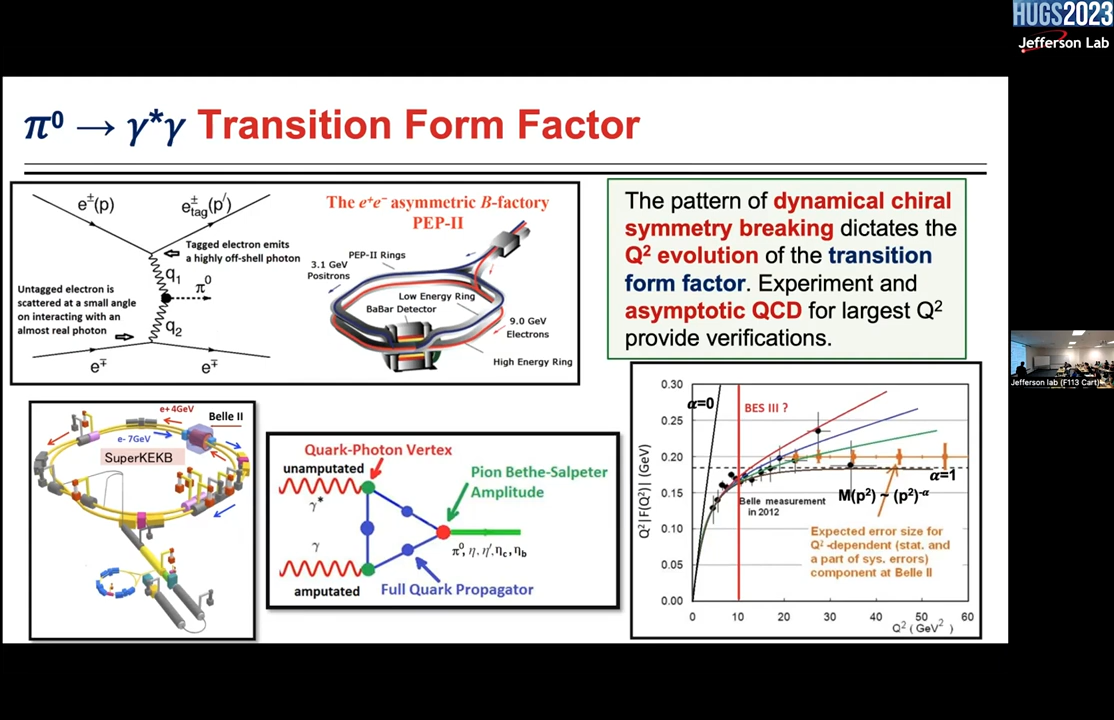 HUGS2023
Jefferson Lab
π⁰ → γ*γ Transition Form Factor
e±(p)
e±tag(p′)
Tagged electron emits
a highly off-shell photon
q1
π0
Untagged electron is
scattered at a small angle
on interacting with an
almost real photon
q2
e∓
e∓
The e+e− asymmetric B-factory
PEP-II
PEP-II Rings
3.1 GeV
Positrons
Low Energy Ring
BaBar Detector
9.0 GeV
Electrons
High Energy Ring
The pattern of dynamical chiral
symmetry breaking dictates the
Q² evolution of the transition
form factor. Experiment and
asymptotic QCD for largest Q²
provide verifications.
Jefferson lab (F113 Cart)
e+ 4GeV
Belle II
e- 7GeV
SuperKEKB
Quark-Photon Vertex
unamputated
γ*
Pion Bethe-Salpeter
Amplitude
γ
π⁰, η, η′, ηc, ηb
amputated
Full Quark Propagator
0.30
α=0
BES III ?
0.25
0.20
α=1
0.15
Belle measurement
in 2012
M(p²) ~ (p²)-α
0.10
Expected error size for
Q² -dependent (stat. and
a part of sys. errors)
component at Belle II
0.05
0.00
Q²|F(Q²)| (GeV)
0 10 20 30 40 50 60
Q² (GeV²)